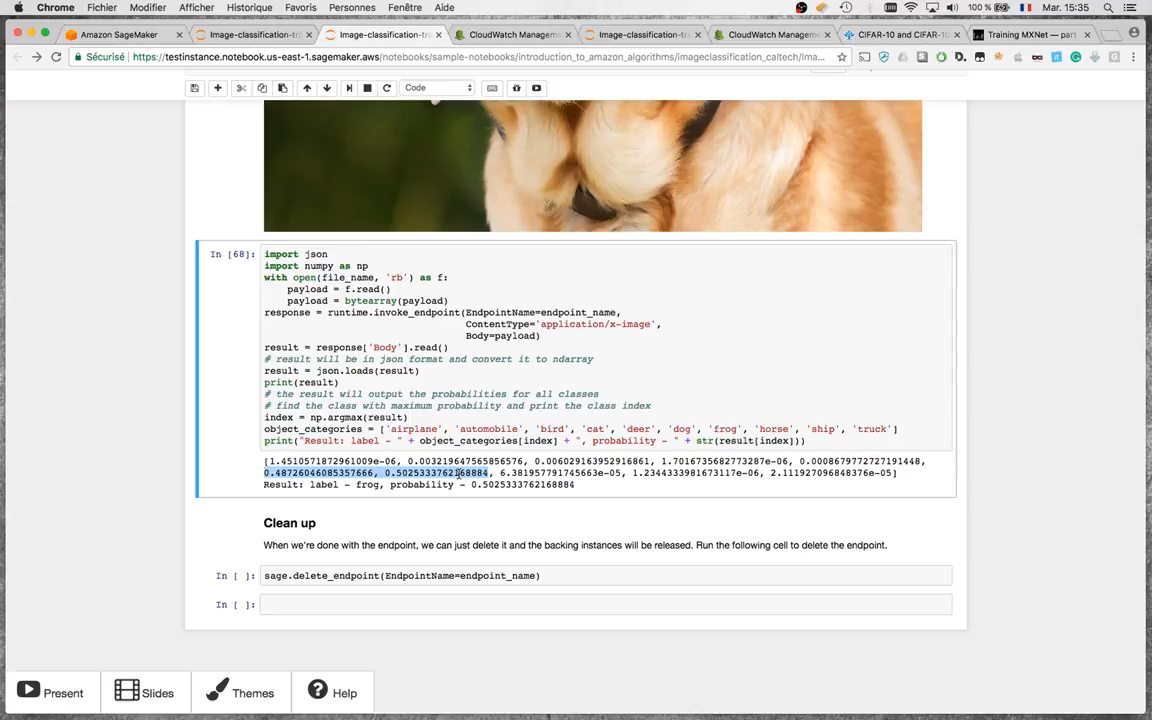 Chrome Fichier Modifier Afficher Historique Favoris Personnes Fenêtre Aide 100 % Mar. 15:35
Amazon SageMaker Image-classification-tra Image-classification-tra CloudWatch Manageme Image-classification-tra CloudWatch Manageme CIFAR-10 and CIFAR-10 Training MXNet — part
Sécurisé https://testinstance.notebook.us-east-1.sagemaker.aws/notebooks/sample-notebooks/introduction_to_amazon_algorithms/imageclassification_caltech/Ima...
Code
In [68]: import json
import numpy as np
with open(file_name, 'rb') as f:
payload = f.read()
payload = bytearray(payload)
response = runtime.invoke_endpoint(EndpointName=endpoint_name,
ContentType='application/x-image',
Body=payload)
result = response['Body'].read()
# result will be in json format and convert it to ndarray
result = json.loads(result)
print(result)
# the result will output the probabilities for all classes
# find the class with maximum probability and print the class index
index = np.argmax(result)
object_categories = ['airplane', 'automobile', 'bird', 'cat', 'deer', 'dog', 'frog', 'horse', 'ship', 'truck']
print("Result: label - " + object_categories[index] + ", probability - " + str(result[index]))
[1.4510571872961009e-06, 0.003219647565856576, 0.006029163952916861, 1.7016735682773287e-06, 0.0008679772727191448,
0.48726046085357666, 0.5025333762168884, 6.381957791745663e-05, 1.2344333981673117e-06, 2.111927096848376e-05]
Result: label - frog, probability - 0.5025333762168884
Clean up
When we're done with the endpoint, we can just delete it and the backing instances will be released. Run the following cell to delete the endpoint.
In [ ]: sage.delete_endpoint(EndpointName=endpoint_name)
In [ ]:
Present Slides Themes Help